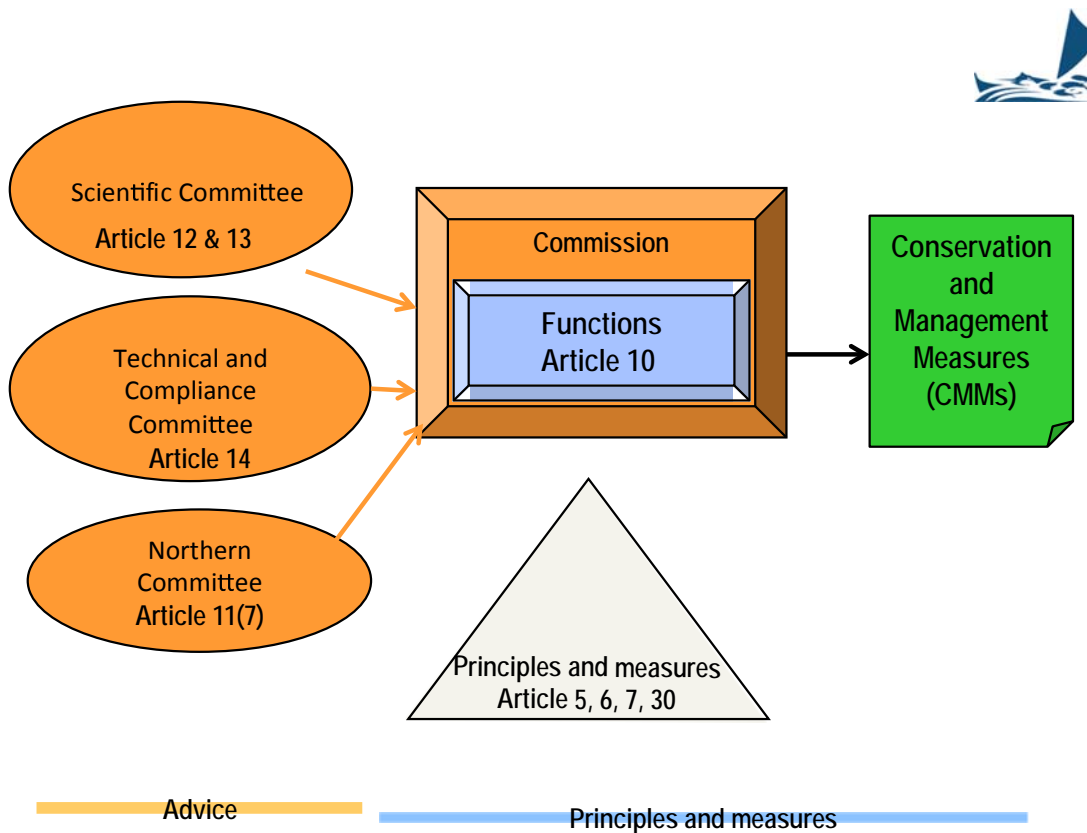 Scientific Committee
Article 12 & 13
Technical and
Compliance
Committee
Article 14
Northern
Committee
Article 11(7)
Commission
Functions
Article 10
Conservation
and
Management
Measures
(CMMs)
Principles and measures
Article 5, 6, 7, 30
Advice
Principles and measures